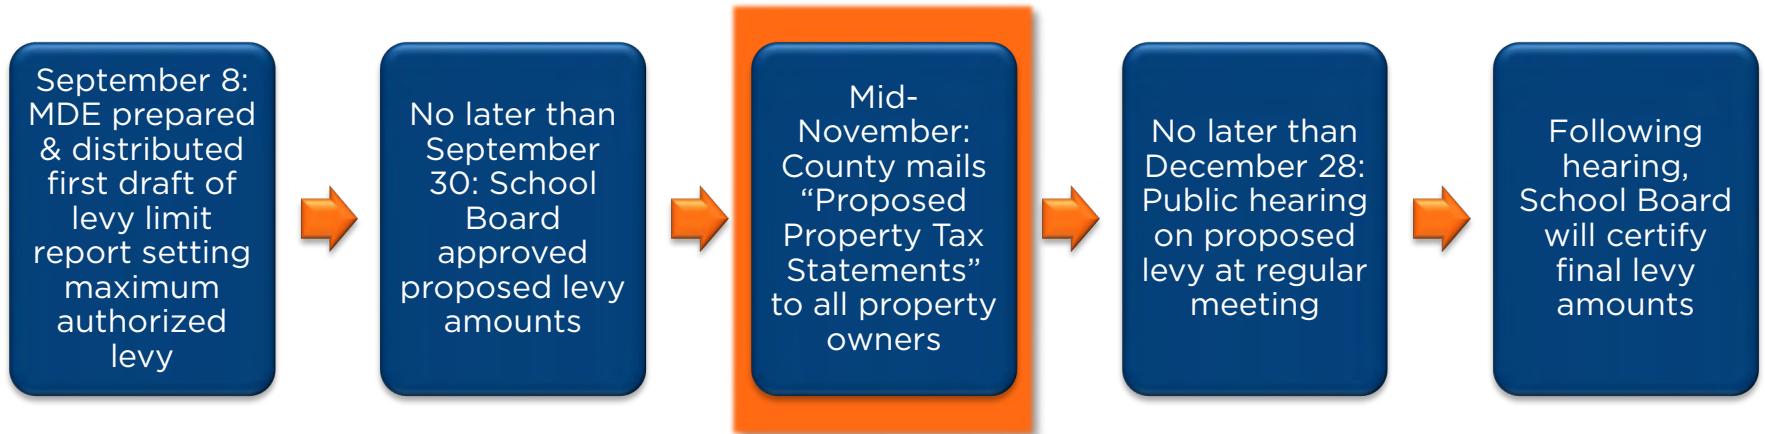 September 8:
MDE prepared
& distributed
first draft of
levy limit
report setting
maximum
authorized
levy
No later than
September
30: School
Board
approved
proposed levy
amounts
Mid-
November:
County mails
“Proposed
Property Tax
Statements”
to all property
owners
No later than
December 28:
Public hearing
on proposed
levy at regular
meeting
Following
hearing,
School Board
will certify
final levy
amounts